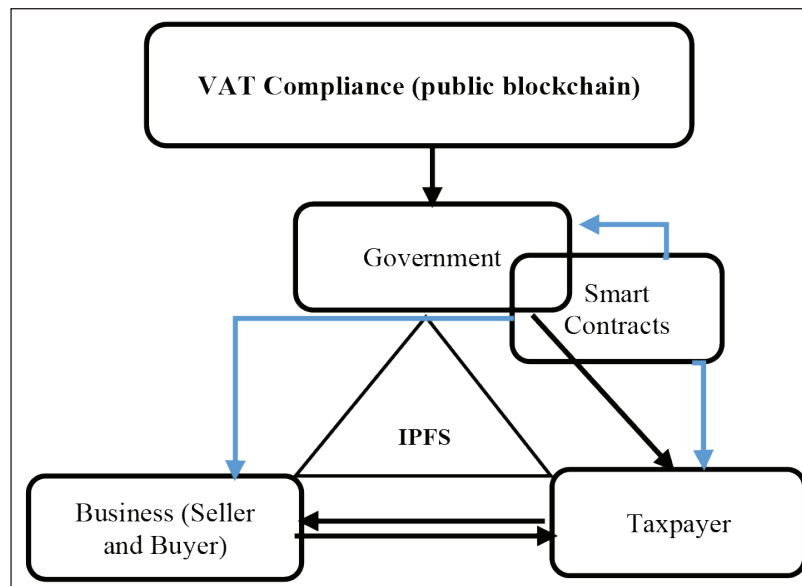 VAT Compliance (public blockchain)
Government
Smart
Contracts
IPFS
Business (Seller
and Buyer)
Taxpayer